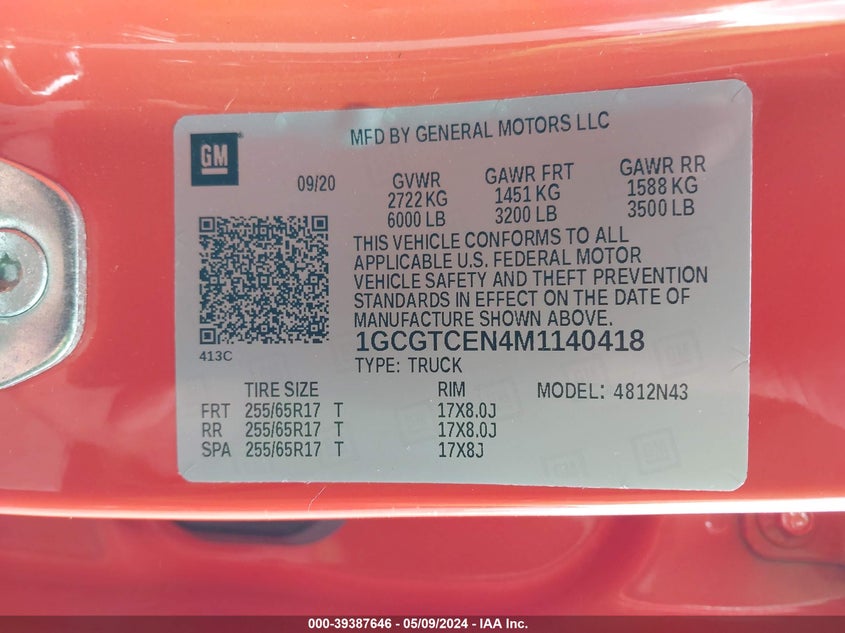 MFD BY GENERAL MOTORS LLC
GM
09/20
GVWR GAWR FRT GAWR RR
2722 KG 1451 KG 1588 KG
6000 LB 3200 LB 3500 LB
THIS VEHICLE CONFORMS TO ALL
APPLICABLE U.S. FEDERAL MOTOR
VEHICLE SAFETY AND THEFT PREVENTION
STANDARDS IN EFFECT ON THE DATE OF
MANUFACTURE SHOWN ABOVE.
413C
1GCGTCEN4M1140418
TYPE: TRUCK
TIRE SIZE RIM MODEL: 4812N43
FRT 255/65R17 T 17X8.0J
RR 255/65R17 T 17X8.0J
SPA 255/65R17 T 17X8J
000-39387646 - 05/09/2024 - IAA Inc.